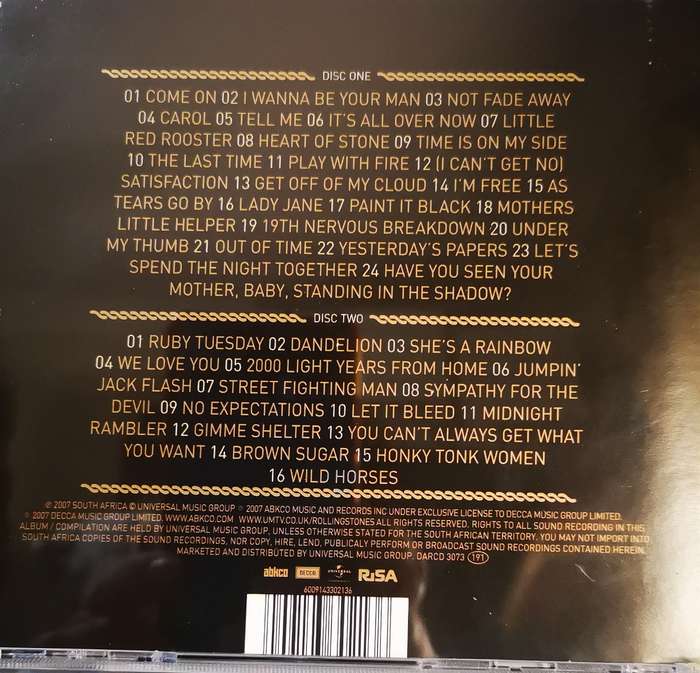 DISC ONE
01 COME ON 02 I WANNA BE YOUR MAN 03 NOT FADE AWAY
04 CAROL 05 TELL ME 06 IT'S ALL OVER NOW 07 LITTLE
RED ROOSTER 08 HEART OF STONE 09 TIME IS ON MY SIDE
10 THE LAST TIME 11 PLAY WITH FIRE 12 (I CAN'T GET NO)
SATISFACTION 13 GET OFF OF MY CLOUD 14 I'M FREE 15 AS
TEARS GO BY 16 LADY JANE 17 PAINT IT BLACK 18 MOTHERS
LITTLE HELPER 19 19TH NERVOUS BREAKDOWN 20 UNDER
MY THUMB 21 OUT OF TIME 22 YESTERDAY'S PAPERS 23 LET'S
SPEND THE NIGHT TOGETHER 24 HAVE YOU SEEN YOUR
MOTHER, BABY, STANDING IN THE SHADOW?
DISC TWO
01 RUBY TUESDAY 02 DANDELION 03 SHE'S A RAINBOW
04 WE LOVE YOU 05 2000 LIGHT YEARS FROM HOME 06 JUMPIN'
JACK FLASH 07 STREET FIGHTING MAN 08 SYMPATHY FOR THE
DEVIL 09 NO EXPECTATIONS 10 LET IT BLEED 11 MIDNIGHT
RAMBLER 12 GIMME SHELTER 13 YOU CAN'T ALWAYS GET WHAT
YOU WANT 14 BROWN SUGAR 15 HONKY TONK WOMEN
16 WILD HORSES
℗ 2007 SOUTH AFRICA © UNIVERSAL MUSIC GROUP ℗ 2007 ABKCO MUSIC AND RECORDS INC UNDER EXCLUSIVE LICENSE TO DECCA MUSIC GROUP LIMITED.
℗ 2007 DECCA MUSIC GROUP LIMITED. WWW.ABKCO.COM WWW.UMTV.CO.UK/ROLLINGSTONES ALL RIGHTS RESERVED. RIGHTS TO ALL SOUND RECORDING IN THIS
ALBUM / COMPILATION ARE HELD BY UNIVERSAL MUSIC GROUP, UNLESS OTHERWISE STATED FOR THE SOUTH AFRICAN TERRITORY. YOU MAY NOT IMPORT INTO
SOUTH AFRICA COPIES OF THE SOUND RECORDINGS, NOR COPY, HIRE, LEND, PUBLICALY PERFORM OR BROADCAST SOUND RECORDINGS CONTAINED HEREIN.
MARKETED AND DISTRIBUTED BY UNIVERSAL MUSIC GROUP. DARCD 3073 191
abkco DECCA UNIVERSAL RiSA
6009143302136